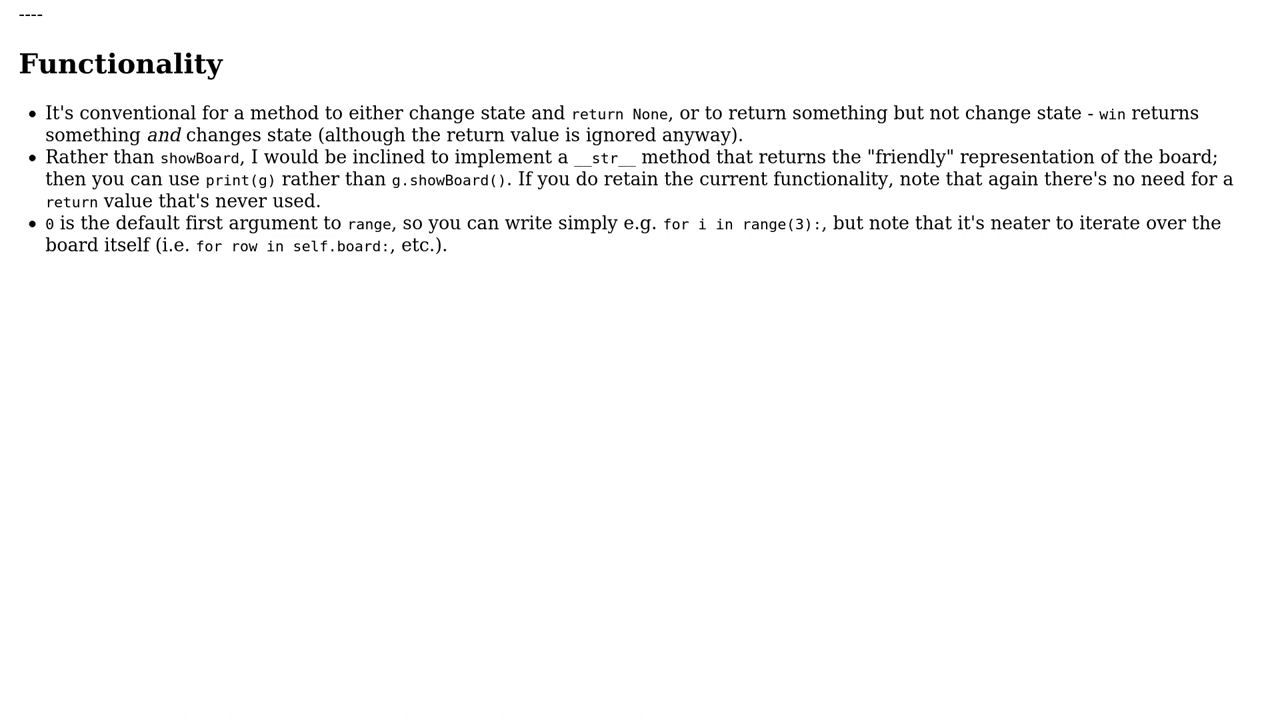 ----
Functionality
• It's conventional for a method to either change state and return None, or to return something but not change state - win returns
something and changes state (although the return value is ignored anyway).
• Rather than showBoard, I would be inclined to implement a __str__ method that returns the "friendly" representation of the board;
then you can use print(g) rather than g.showBoard(). If you do retain the current functionality, note that again there's no need for a
return value that's never used.
• 0 is the default first argument to range, so you can write simply e.g. for i in range(3):, but note that it's neater to iterate over the
board itself (i.e. for row in self.board:, etc.).